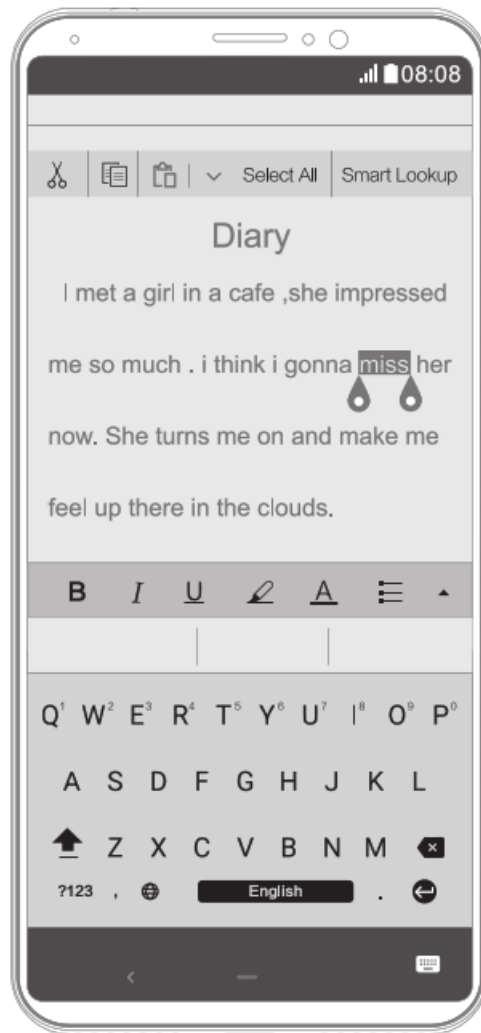 08:08
Select All Smart Lookup
Diary
I met a girl in a cafe ,she impressed
me so much . i think i gonna miss her
now. She turns me on and make me
feel up there in the clouds.
B I U A
Q1 W2 E3 R4 T5 Y6 U7 I8 O9 P0
A S D F G H J K L
Z X C V B N M
?123 , English .